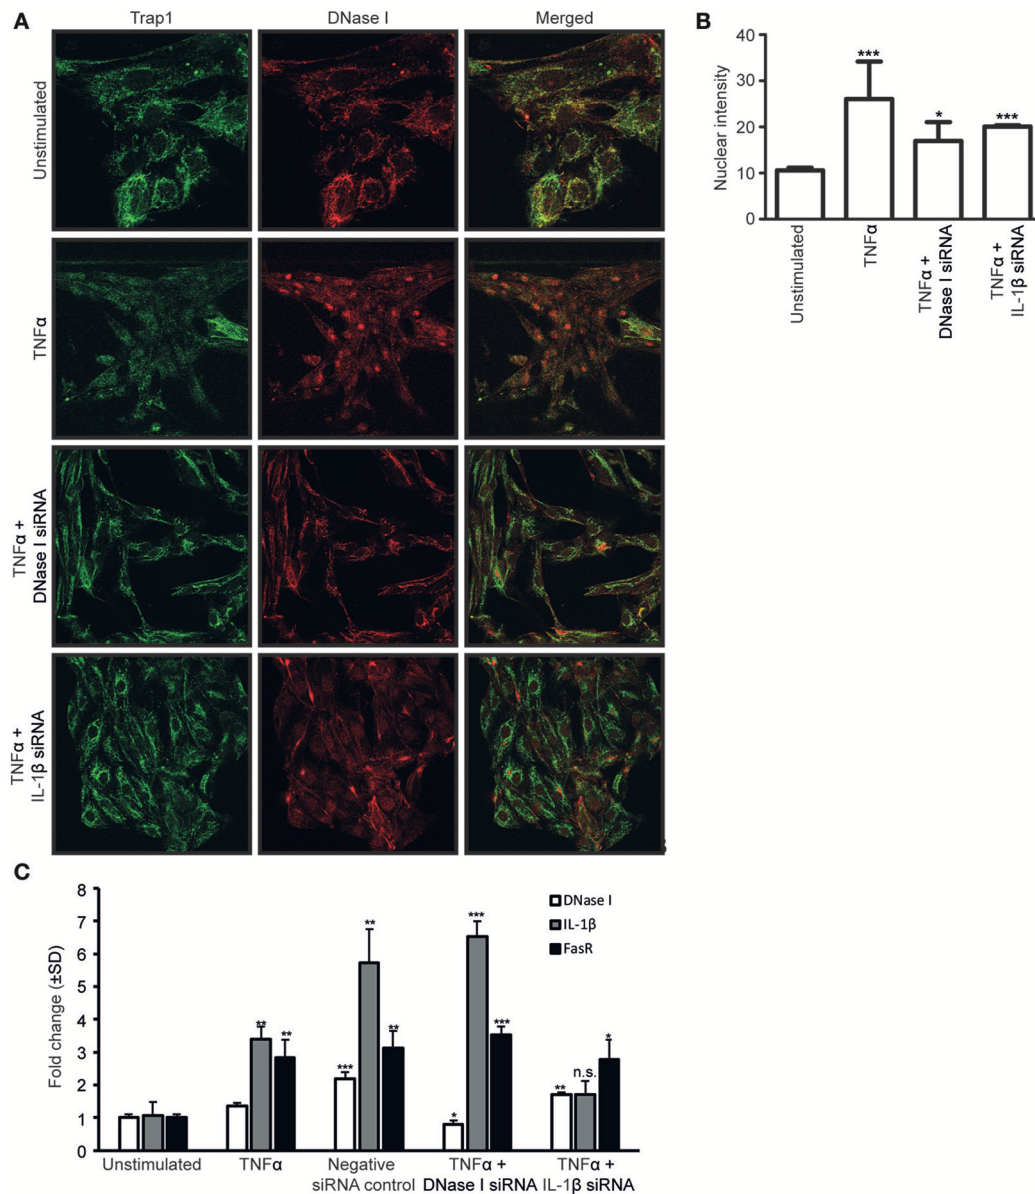 A
Trap1
DNase I
Merged
Unstimulated
TNFα
TNFα +
DNase I siRNA
TNFα +
IL-1β siRNA
B
Nuclear intensity
40
30
20
10
0
***
*
***
Unstimulated
TNFα
TNFα +
DNase I siRNA
TNFα +
IL-1β siRNA
C
Fold change (±SD)
8
7
6
5
4
3
2
1
0
DNase I
IL-1β
FasR
**
**
***
**
**
*
***
***
**
n.s.
*
Unstimulated
TNFα
Negative
siRNA control
TNFα +
DNase I siRNA
TNFα +
IL-1β siRNA